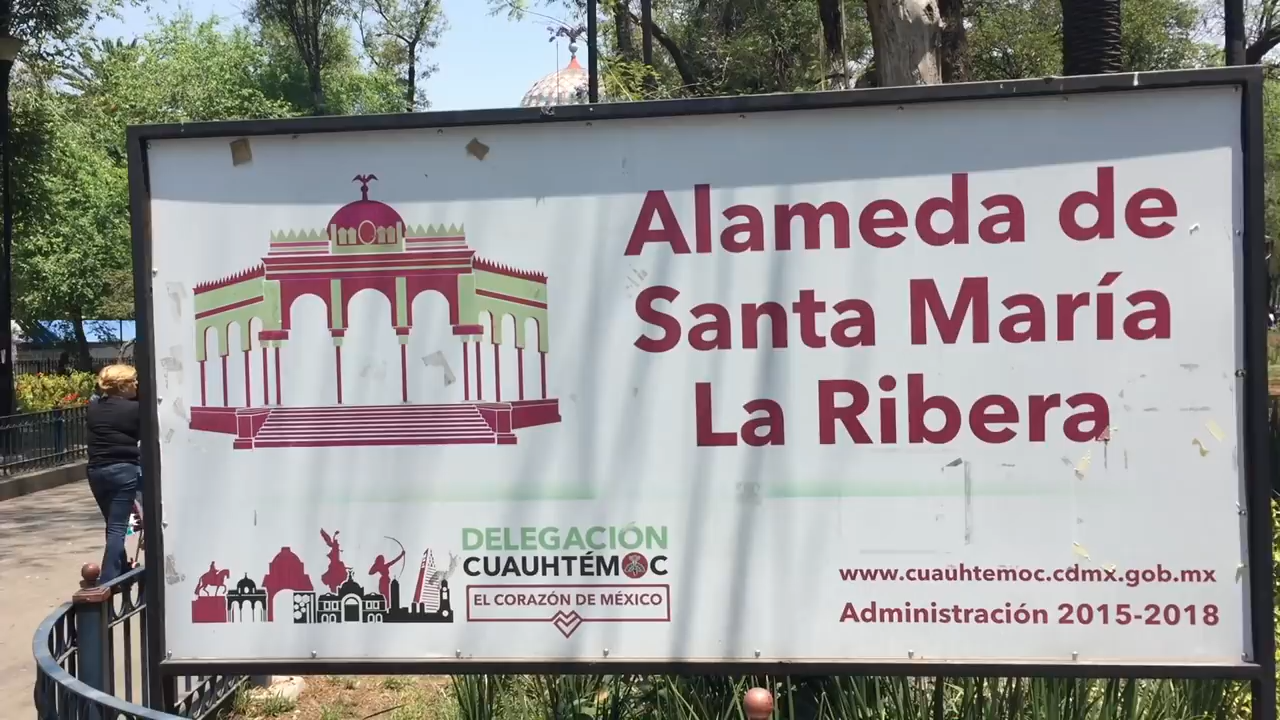 Alameda de
Santa María
La Ribera
DELEGACIÓN
CUAUHTÉMOC
EL CORAZÓN DE MÉXICO
www.cuauhtemoc.cdmx.gob.mx
Administración 2015-2018